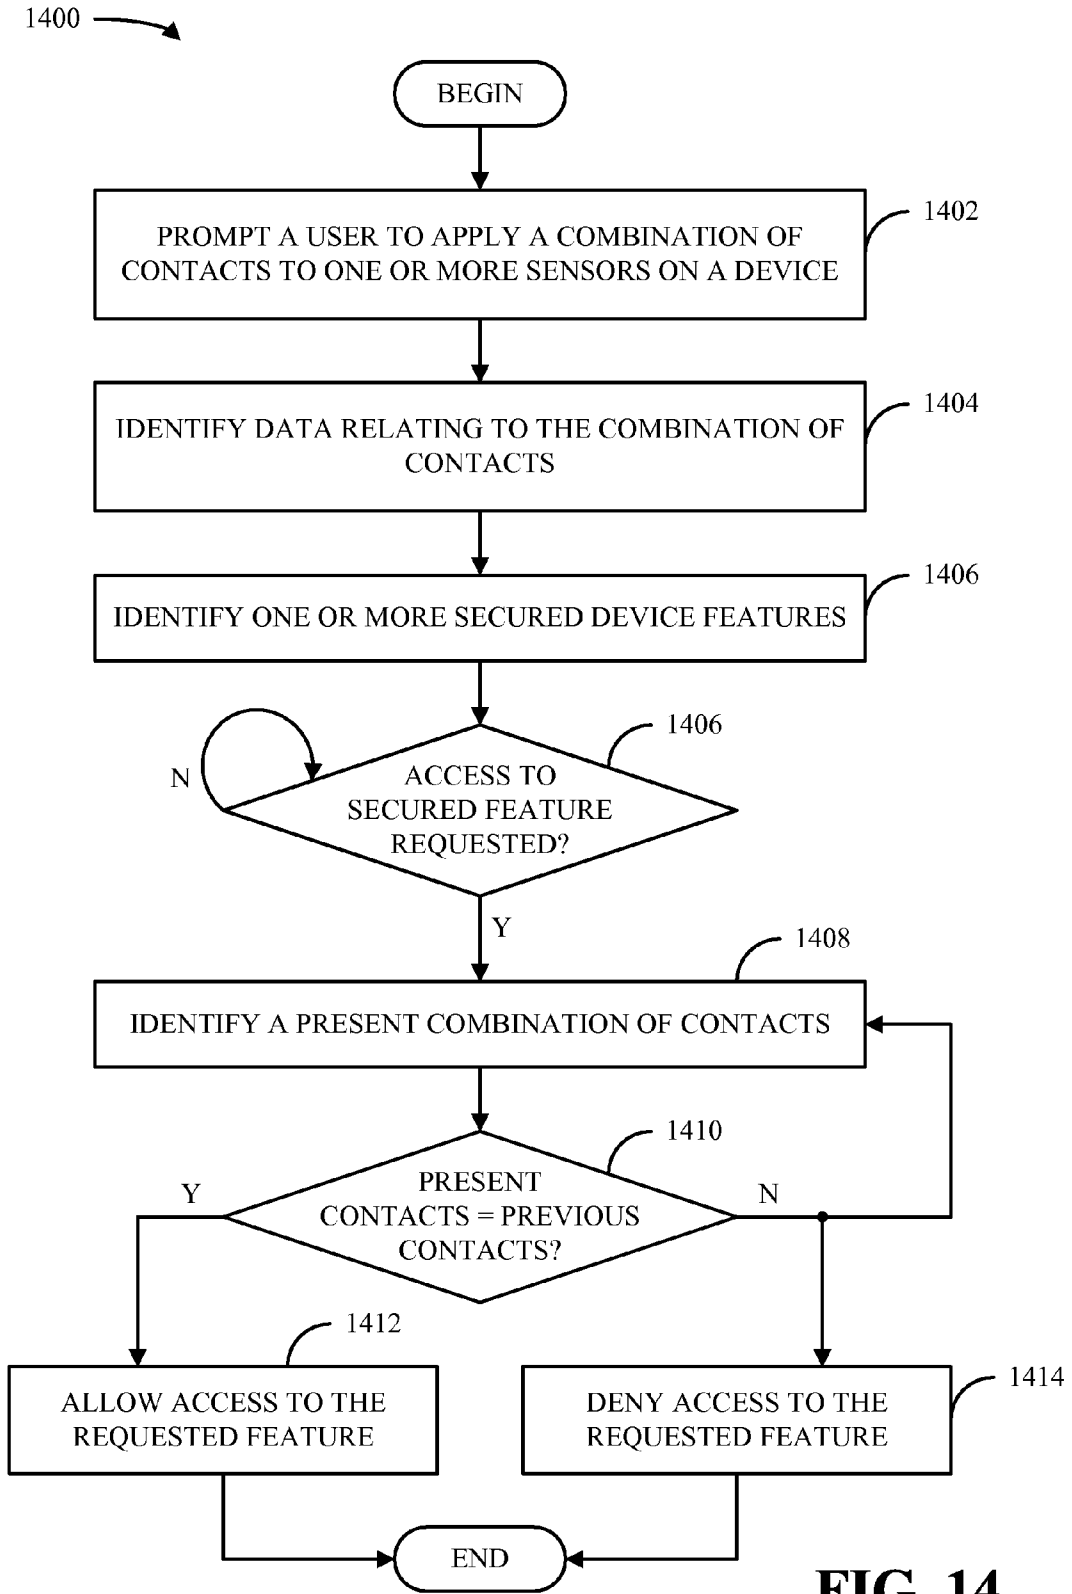 1400
BEGIN
1402
PROMPT A USER TO APPLY A COMBINATION OF
CONTACTS TO ONE OR MORE SENSORS ON A DEVICE
1404
IDENTIFY DATA RELATING TO THE COMBINATION OF
CONTACTS
1406
IDENTIFY ONE OR MORE SECURED DEVICE FEATURES
1406
N
ACCESS TO
SECURED FEATURE
REQUESTED?
Y
1408
IDENTIFY A PRESENT COMBINATION OF CONTACTS
1410
Y
PRESENT
CONTACTS = PREVIOUS
CONTACTS?
N
1412
ALLOW ACCESS TO THE
REQUESTED FEATURE
1414
DENY ACCESS TO THE
REQUESTED FEATURE
END
FIG. 14